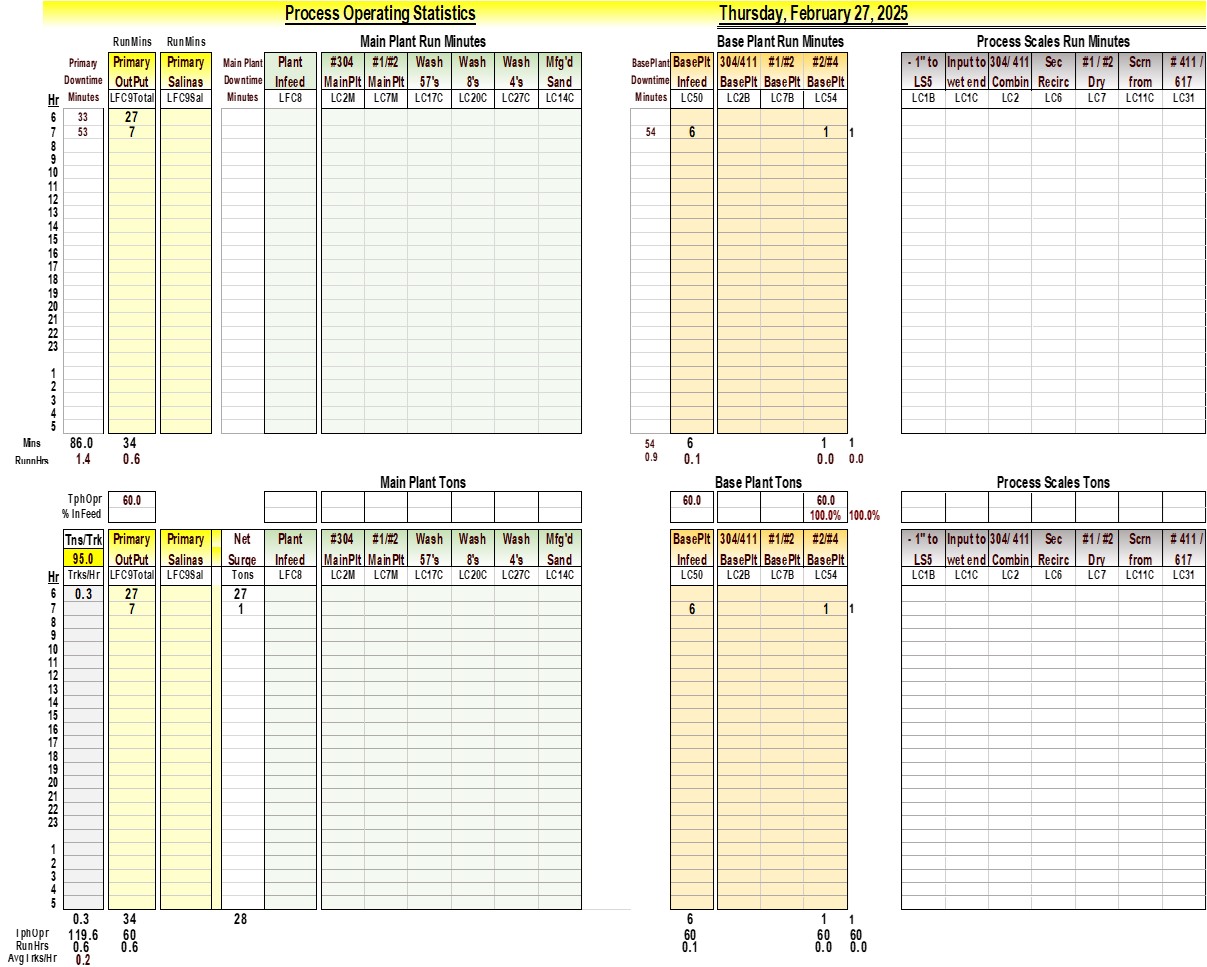 Process Operating Statistics Thursday, February 27, 2025
RunMins RunMins Main Plant Run Minutes Base Plant Run Minutes Process Scales Run Minutes
Primary Primary Primary Main Plant Plant #304 #1/#2 Wash Wash Wash Mfg'd BasePlant BasePlt 304/411 #1/#2 #2/#4 - 1" to Input to 304/ 411 Sec #1 / #2 Scrn # 411 /
Downtime OutPut Salinas Downtime Infeed MainPlt MainPlt 57's 8's 4's Sand Downtime Infeed BasePlt BasePlt BasePlt LS5 wet end Combin Recirc Dry from 617
Hr Minutes LFC9Total LFC9Sal Minutes LFC8 LC2M LC7M LC17C LC20C LC27C LC14C Minutes LC50 LC2B LC7B LC54 LC1B LC1C LC2 LC6 LC7 LC11C LC31
6 33 27
7 53 7 54 6 1 1
8
9
10
11
12
13
14
15
16
17
18
19
20
21
22
23
1
2
3
4
5
Mins 86.0 34 54 6 1 1
RunnHrs 1.4 0.6 0.9 0.1 0.0 0.0
Main Plant Tons Base Plant Tons Process Scales Tons
TphOpr 60.0 60.0 60.0
% InFeed 100.0% 100.0%
Tns/Trk Primary Primary Net Plant #304 #1/#2 Wash Wash Wash Mfg'd BasePlt 304/411 #1/#2 #2/#4 - 1" to Input to 304/ 411 Sec #1 / #2 Scrn # 411 /
95.0 OutPut Salinas Surge Infeed MainPlt MainPlt 57's 8's 4's Sand Infeed BasePlt BasePlt BasePlt LS5 wet end Combin Recirc Dry from 617
Hr Trks/Hr LFC9Total LFC9Sal Tons LFC8 LC2M LC7M LC17C LC20C LC27C LC14C LC50 LC2B LC7B LC54 LC1B LC1C LC2 LC6 LC7 LC11C LC31
6 0.3 27 27
7 7 1 6 1 1
8
9
10
11
12
13
14
15
16
17
18
19
20
21
22
23
1
2
3
4
5
0.3 34 28 6 1 1
TphOpr 119.6 60 60 60 60
RunHrs 0.6 0.6 0.1 0.0 0.0
AvgTrks/Hr 0.2